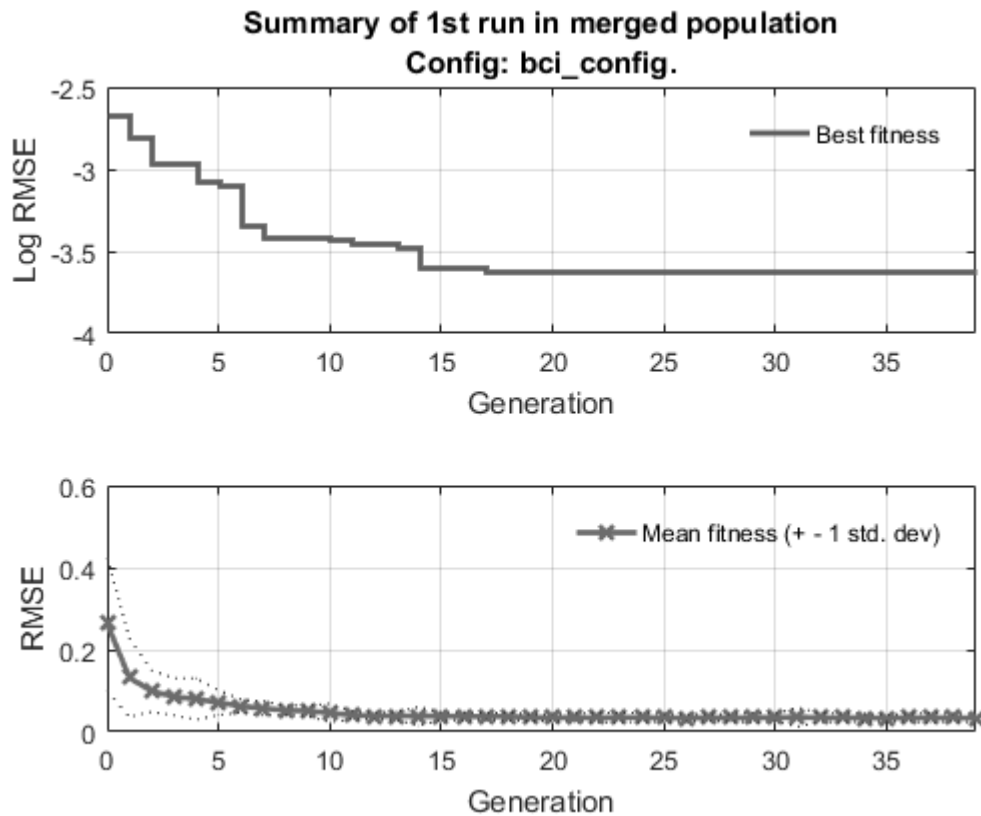 Summary of 1st run in merged population
Config: bci_config.
-2.5
-3
-3.5
-4
Log RMSE
Best fitness
0 5 10 15 20 25 30 35
Generation
0.6
0.4
0.2
0
RMSE
Mean fitness (+ - 1 std. dev)
0 5 10 15 20 25 30 35
Generation